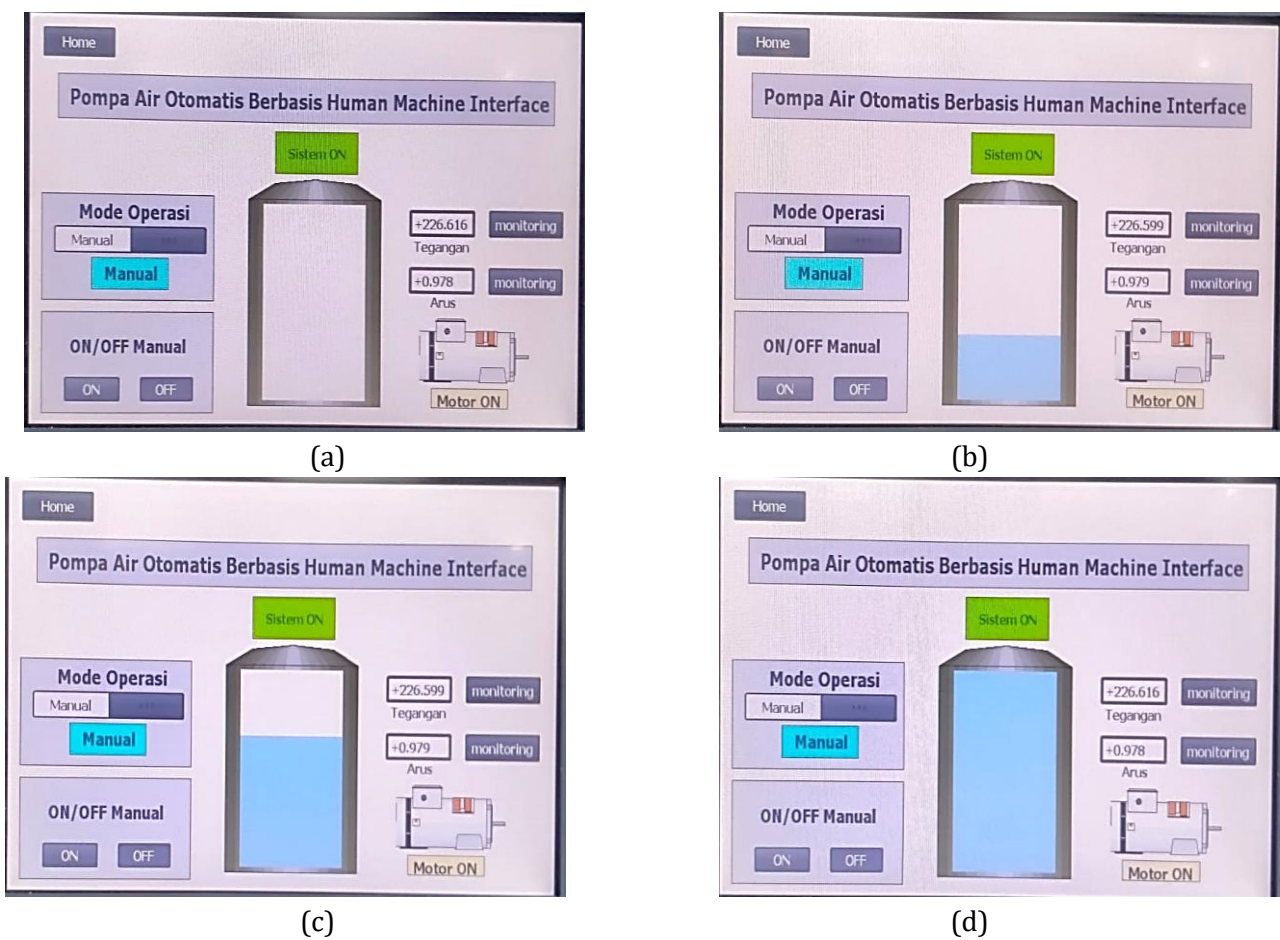 Home
Pompa Air Otomatis Berbasis Human Machine Interface
Sistem ON
Mode Operasi
Manual ...
Manual
+226.616 monitoring
Tegangan
+0.978 monitoring
Arus
ON/OFF Manual
ON OFF
Motor ON
(a)
Home
Pompa Air Otomatis Berbasis Human Machine Interface
Sistem ON
Mode Operasi
Manual ...
Manual
+226.599 monitoring
Tegangan
+0.979 monitoring
Arus
ON/OFF Manual
ON OFF
Motor ON
(b)
Home
Pompa Air Otomatis Berbasis Human Machine Interface
Sistem ON
Mode Operasi
Manual ...
Manual
+226.599 monitoring
Tegangan
+0.979 monitoring
Arus
ON/OFF Manual
ON OFF
Motor ON
(c)
Home
Pompa Air Otomatis Berbasis Human Machine Interface
Sistem ON
Mode Operasi
Manual ...
Manual
+226.616 monitoring
Tegangan
+0.978 monitoring
Arus
ON/OFF Manual
ON OFF
Motor ON
(d)